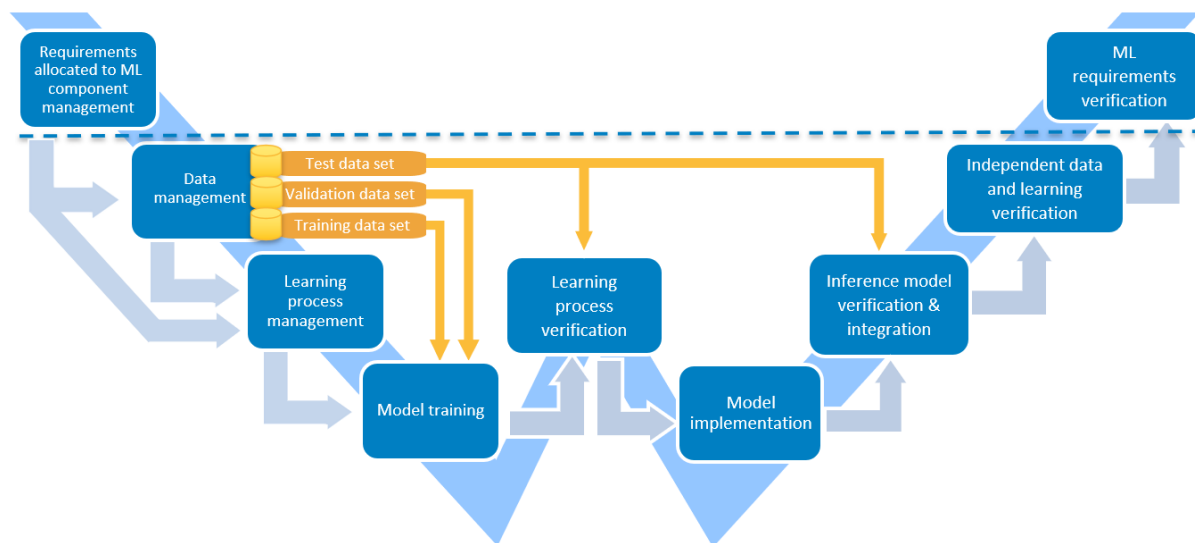 Requirements
allocated to ML
component
management
ML
requirements
verification
Data
management
Test data set
Validation data set
Training data set
Independent data
and learning
verification
Learning
process
management
Learning
process
verification
Inference model
verification &
integration
Model training
Model
implementation